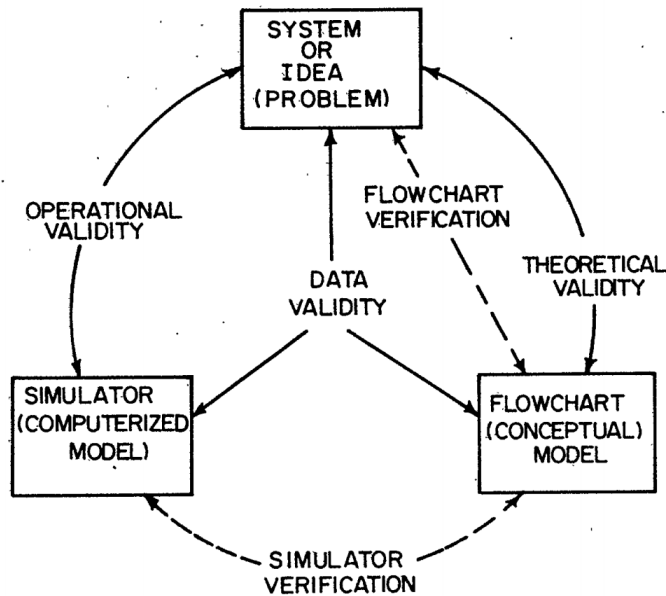 SYSTEM
OR
IDEA
(PROBLEM)
OPERATIONAL
VALIDITY
FLOWCHART
VERIFICATION
THEORETICAL
VALIDITY
DATA
VALIDITY
SIMULATOR
(COMPUTERIZED
MODEL)
FLOWCHART
(CONCEPTUAL)
MODEL
SIMULATOR
VERIFICATION